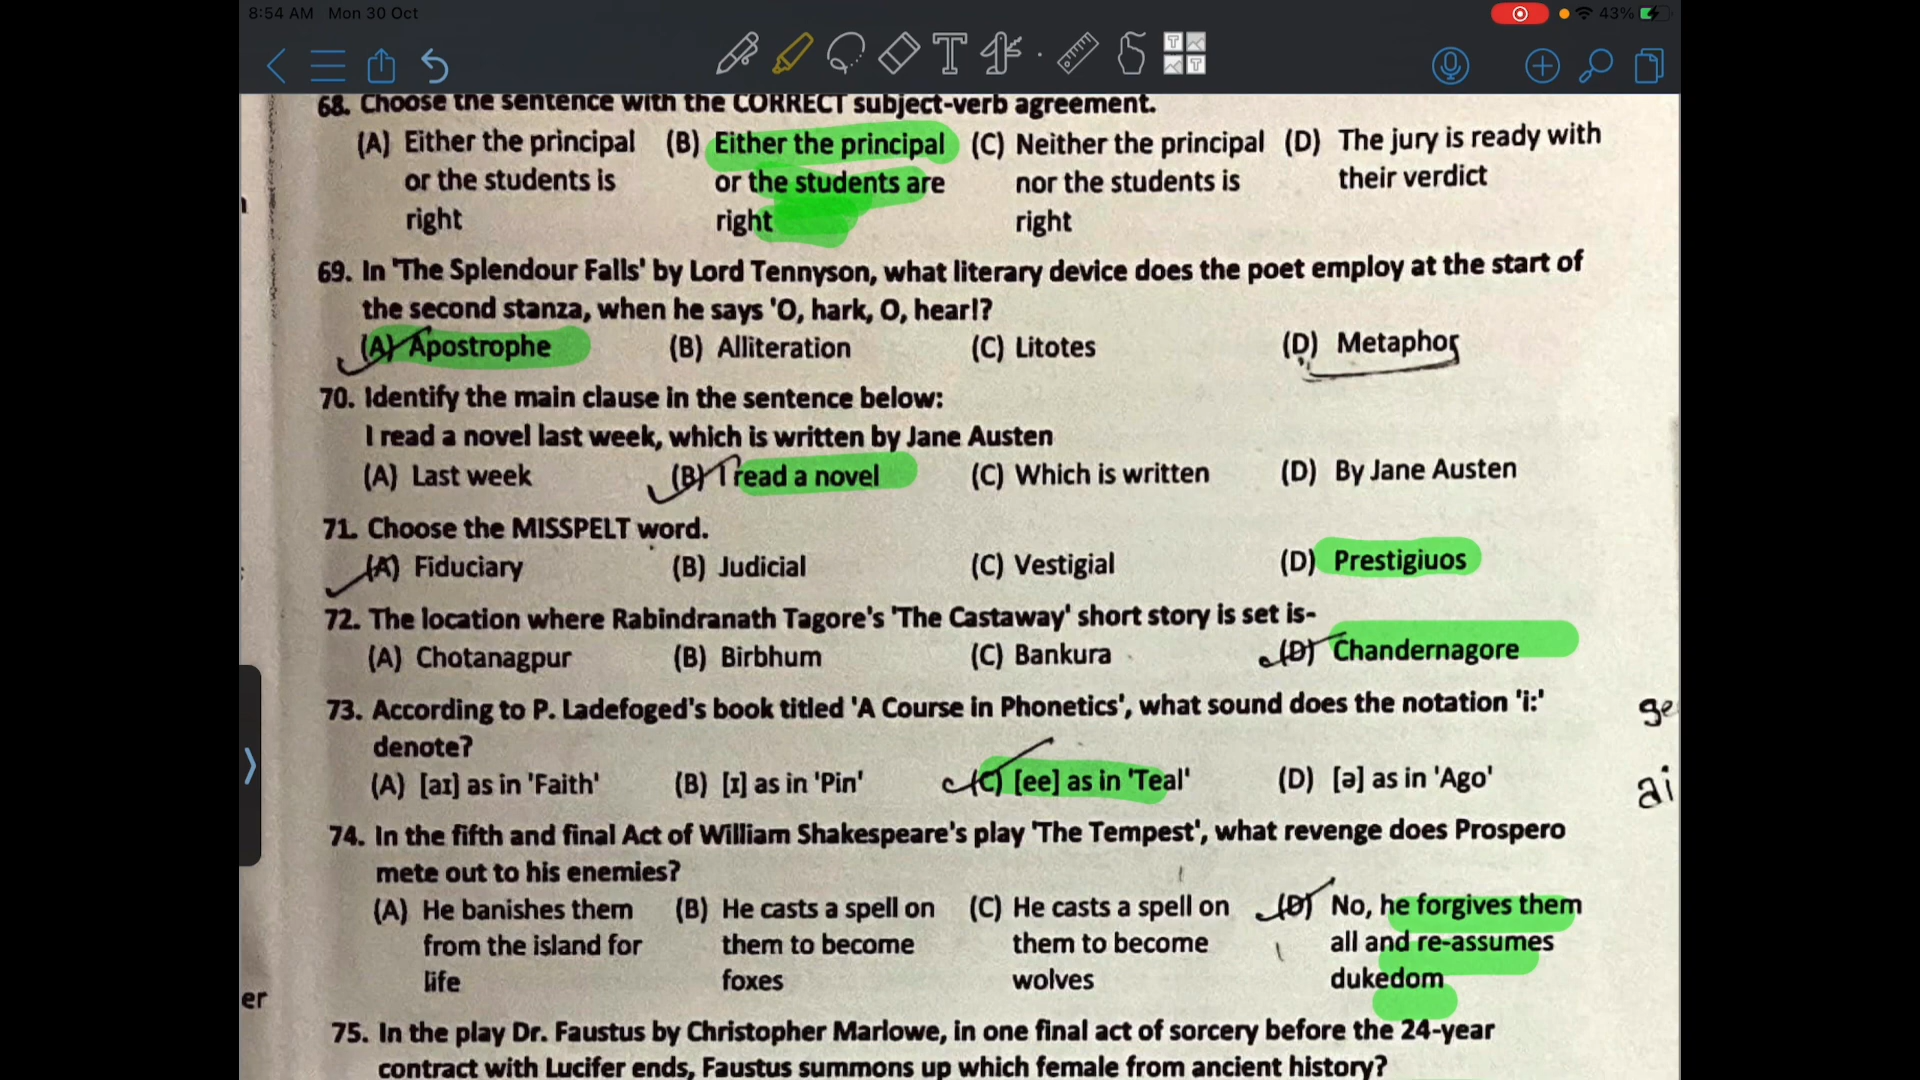 8:54 AM Mon 30 Oct
43%
68. Choose the sentence with the CORRECT subject-verb agreement.
(A) Either the principal or the students is right
(B) Either the principal or the students are right
(C) Neither the principal nor the students is right
(D) The jury is ready with their verdict
69. In 'The Splendour Falls' by Lord Tennyson, what literary device does the poet employ at the start of
the second stanza, when he says 'O, hark, O, hear!?
(A) Apostrophe (B) Alliteration (C) Litotes (D) Metaphor
70. Identify the main clause in the sentence below:
I read a novel last week, which is written by Jane Austen
(A) Last week (B) I read a novel (C) Which is written (D) By Jane Austen
71. Choose the MISSPELT word.
(A) Fiduciary (B) Judicial (C) Vestigial (D) Prestigiuos
72. The location where Rabindranath Tagore's 'The Castaway' short story is set is-
(A) Chotanagpur (B) Birbhum (C) Bankura (D) Chandernagore
73. According to P. Ladefoged's book titled 'A Course in Phonetics', what sound does the notation 'i:'
denote?
(A) [aɪ] as in 'Faith' (B) [ɪ] as in 'Pin' (C) [ee] as in 'Teal' (D) [ə] as in 'Ago'
ge
ai
74. In the fifth and final Act of William Shakespeare's play 'The Tempest', what revenge does Prospero
mete out to his enemies?
(A) He banishes them from the island for life
(B) He casts a spell on them to become foxes
(C) He casts a spell on them to become wolves
(D) No, he forgives them all and re-assumes dukedom
er
75. In the play Dr. Faustus by Christopher Marlowe, in one final act of sorcery before the 24-year
contract with Lucifer ends, Faustus summons up which female from ancient history?